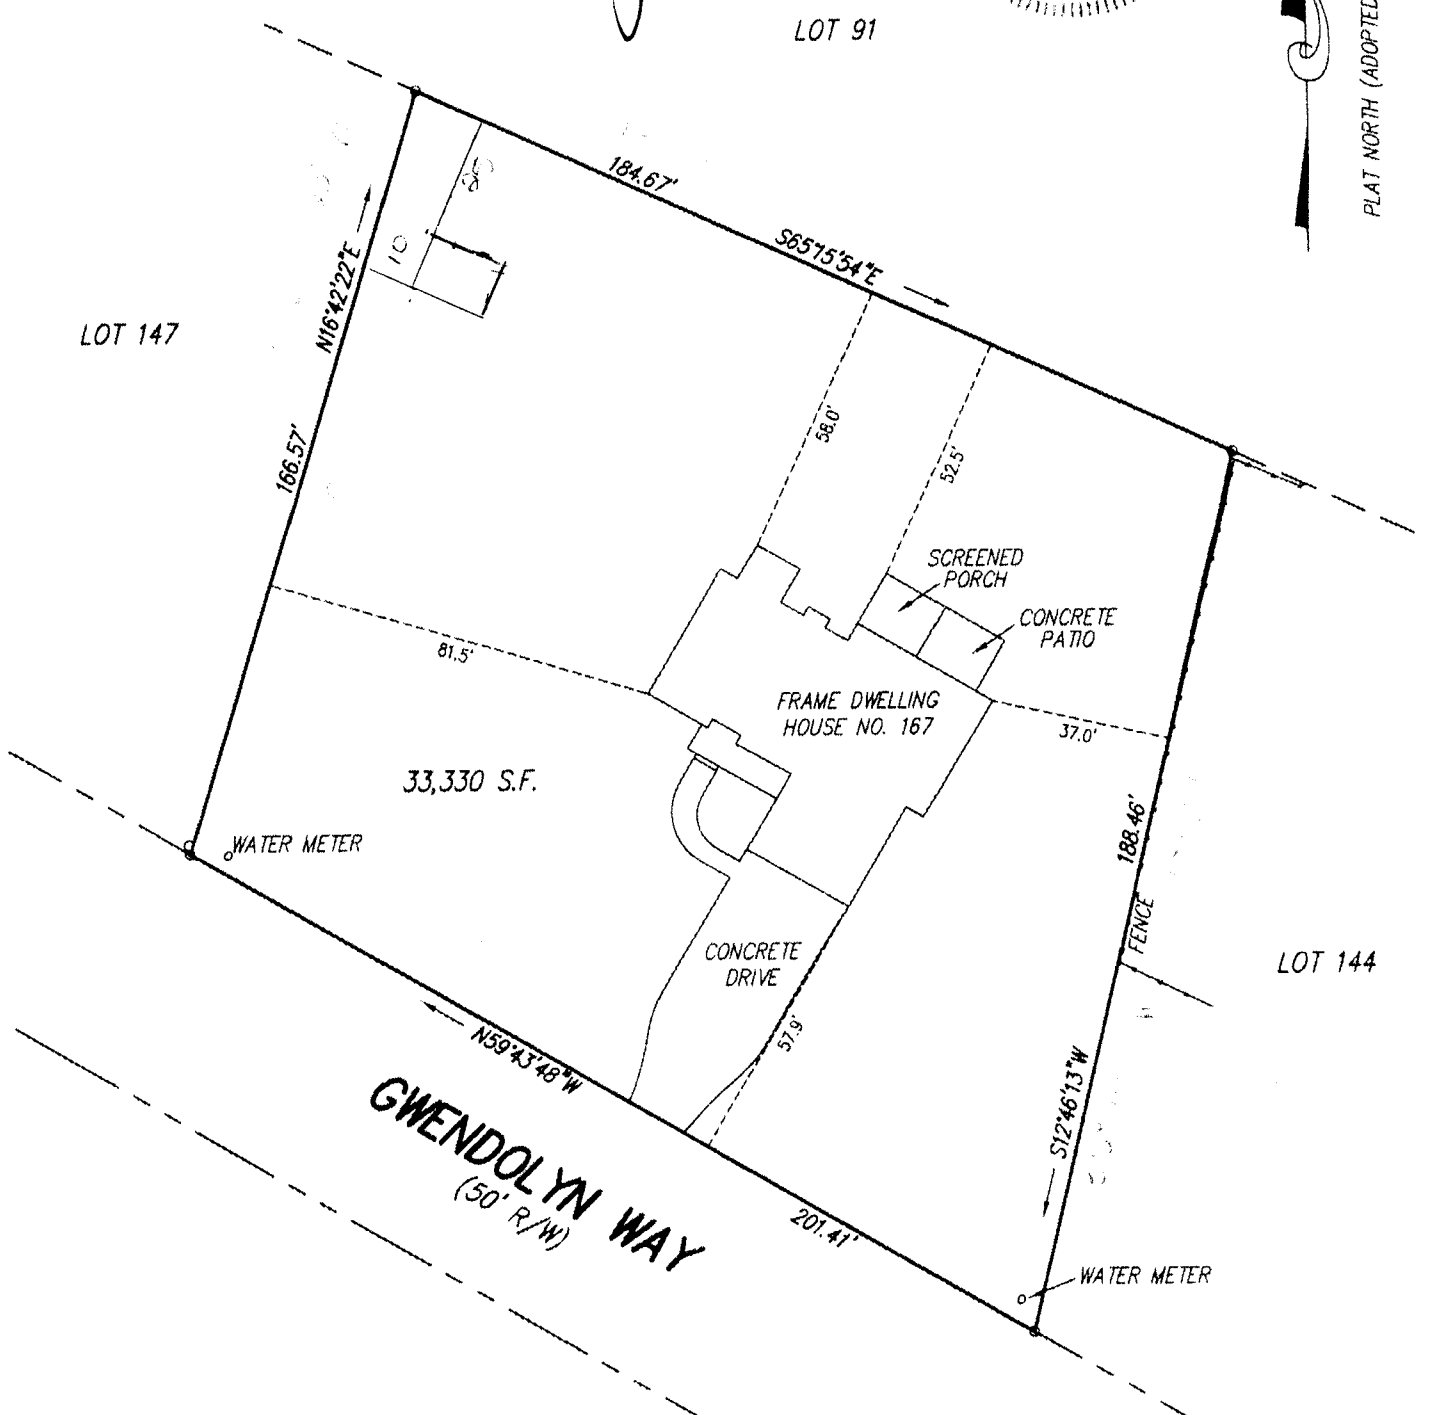 LOT 91
PLAT NORTH (ADOPTED
184.67'
25
S65°15'54"E
10
N16°42'22"E
LOT 147
58.0'
166.57'
52.5'
SCREENED
PORCH
CONCRETE
PATIO
81.5'
FRAME DWELLING
HOUSE NO. 167
37.0'
33,330 S.F.
188.46'
WATER METER
FENCE
CONCRETE
DRIVE
LOT 144
57.9'
N59°43'48"W
S12°46'13"W
GWENDOLYN WAY
(50' R/W)
201.41'
WATER METER